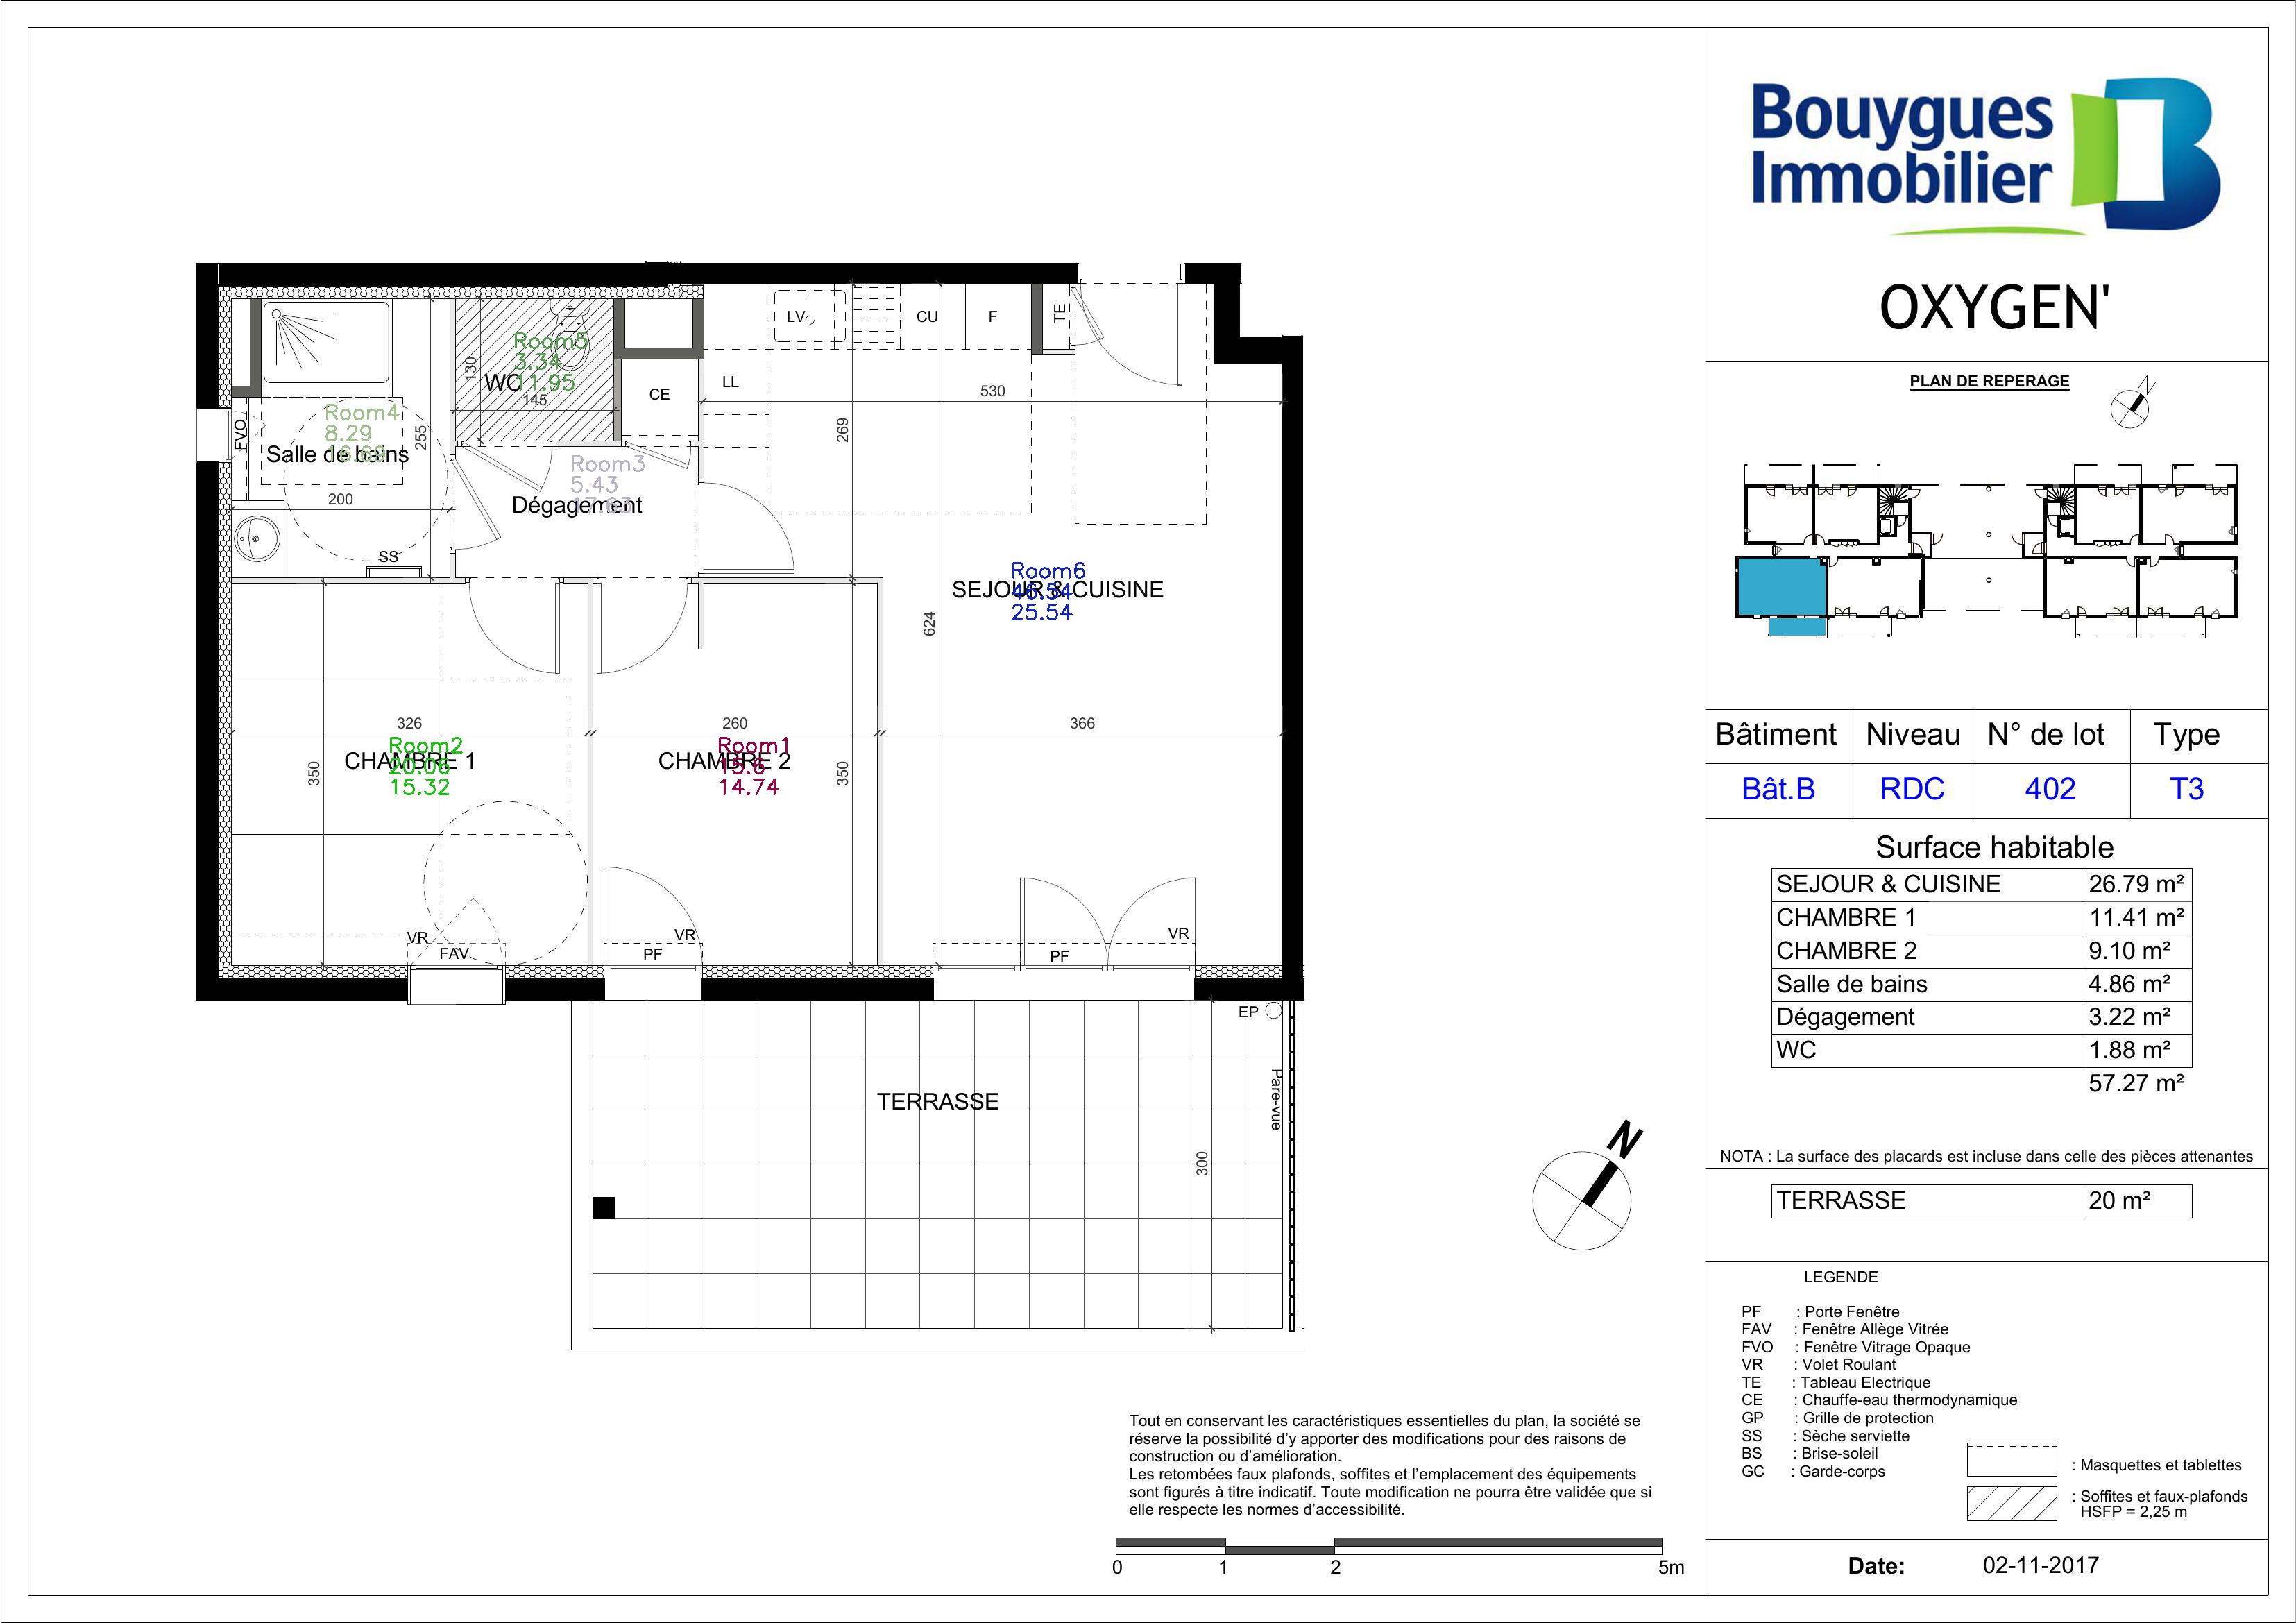 Bouygues
Immobilier
OXYGEN'
PLAN DE REPERAGE
N
Bâtiment Niveau N° de lot Type
Bât.B RDC 402 T3
Surface habitable
SEJOUR & CUISINE 26.79 m²
CHAMBRE 1 11.41 m²
CHAMBRE 2 9.10 m²
Salle de bains 4.86 m²
Dégagement 3.22 m²
WC 1.88 m²
57.27 m²
NOTA : La surface des placards est incluse dans celle des pièces attenantes
TERRASSE 20 m²
LEGENDE
PF : Porte Fenêtre
FAV : Fenêtre Allège Vitrée
FVO : Fenêtre Vitrage Opaque
VR : Volet Roulant
TE : Tableau Electrique
CE : Chauffe-eau thermodynamique
GP : Grille de protection
SS : Sèche serviette
BS : Brise-soleil
GC : Garde-corps
: Masquettes et tablettes
: Soffites et faux-plafonds
HSFP = 2,25 m
Date: 02-11-2017
LV
CU
F
TE
Room5
3.34
11.95
WC
130
145
CE
LL
530
Room4
8.29
Salle de bains
FVO
255
200
SS
269
Room3
5.43
Dégagement
Room6
46.54
25.54
SEJOUR & CUISINE
624
326
260
366
Room2
15.32
CHAMBRE 1
350
Room1
15.6
14.74
CHAMBRE 2
350
VR
FAV
VR
PF
VR
PF
EP
Pare-vue
TERRASSE
300
N
Tout en conservant les caractéristiques essentielles du plan, la société se
réserve la possibilité d'y apporter des modifications pour des raisons de
construction ou d'amélioration.
Les retombées faux plafonds, soffites et l'emplacement des équipements
sont figurés à titre indicatif. Toute modification ne pourra être validée que si
elle respecte les normes d'accessibilité.
0 1 2 5m